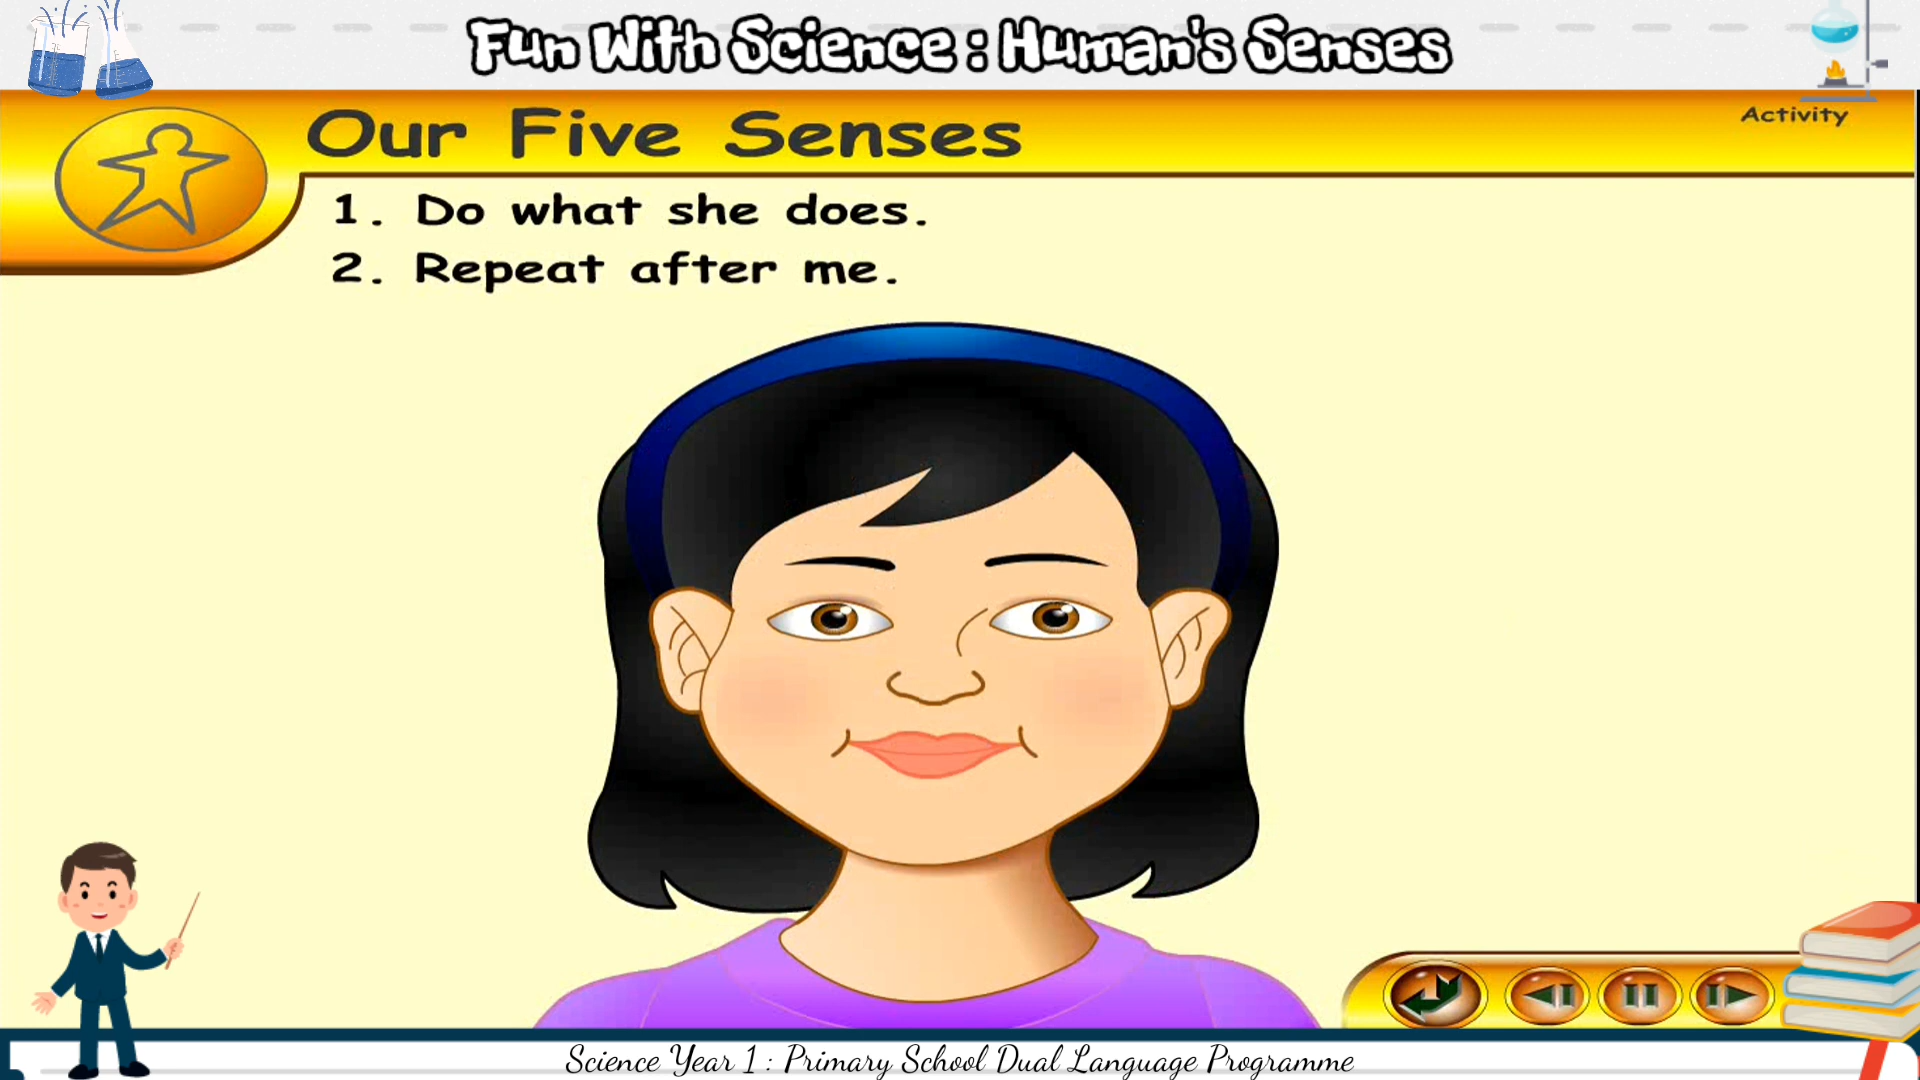 Fun With Science : Human's Senses
Our Five Senses
Activity
1. Do what she does.
2. Repeat after me.
Science Year 1 : Primary School Dual Language Programme